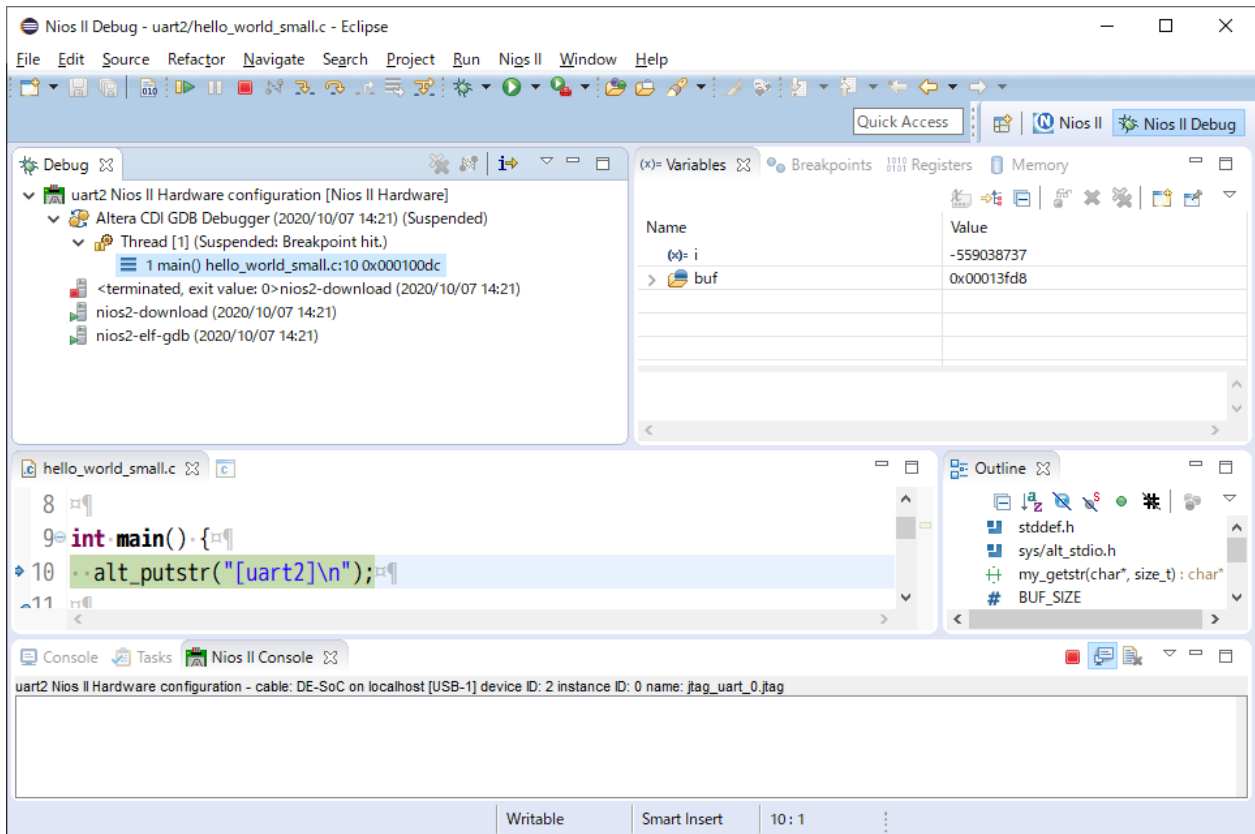 Nios II Debug - uart2/hello_world_small.c - Eclipse
File Edit Source Refactor Navigate Search Project Run Nios II Window Help
Quick Access Nios II Nios II Debug
Debug
uart2 Nios II Hardware configuration [Nios II Hardware]
Altera CDI GDB Debugger (2020/10/07 14:21) (Suspended)
Thread [1] (Suspended: Breakpoint hit.)
1 main() hello_world_small.c:10 0x000100dc
<terminated, exit value: 0>nios2-download (2020/10/07 14:21)
nios2-download (2020/10/07 14:21)
nios2-elf-gdb (2020/10/07 14:21)
(x)= Variables Breakpoints Registers Memory
Name Value
(x)= i -559038737
buf 0x00013fd8
hello_world_small.c
8 ¤¶
9 int·main()·{¤¶
10 ··alt_putstr("[uart2]\n");¤¶
11 ¤¶
Outline
stddef.h
sys/alt_stdio.h
my_getstr(char*, size_t) : char*
# BUF_SIZE
Console Tasks Nios II Console
uart2 Nios II Hardware configuration - cable: DE-SoC on localhost [USB-1] device ID: 2 instance ID: 0 name: jtag_uart_0.jtag
Writable Smart Insert 10 : 1